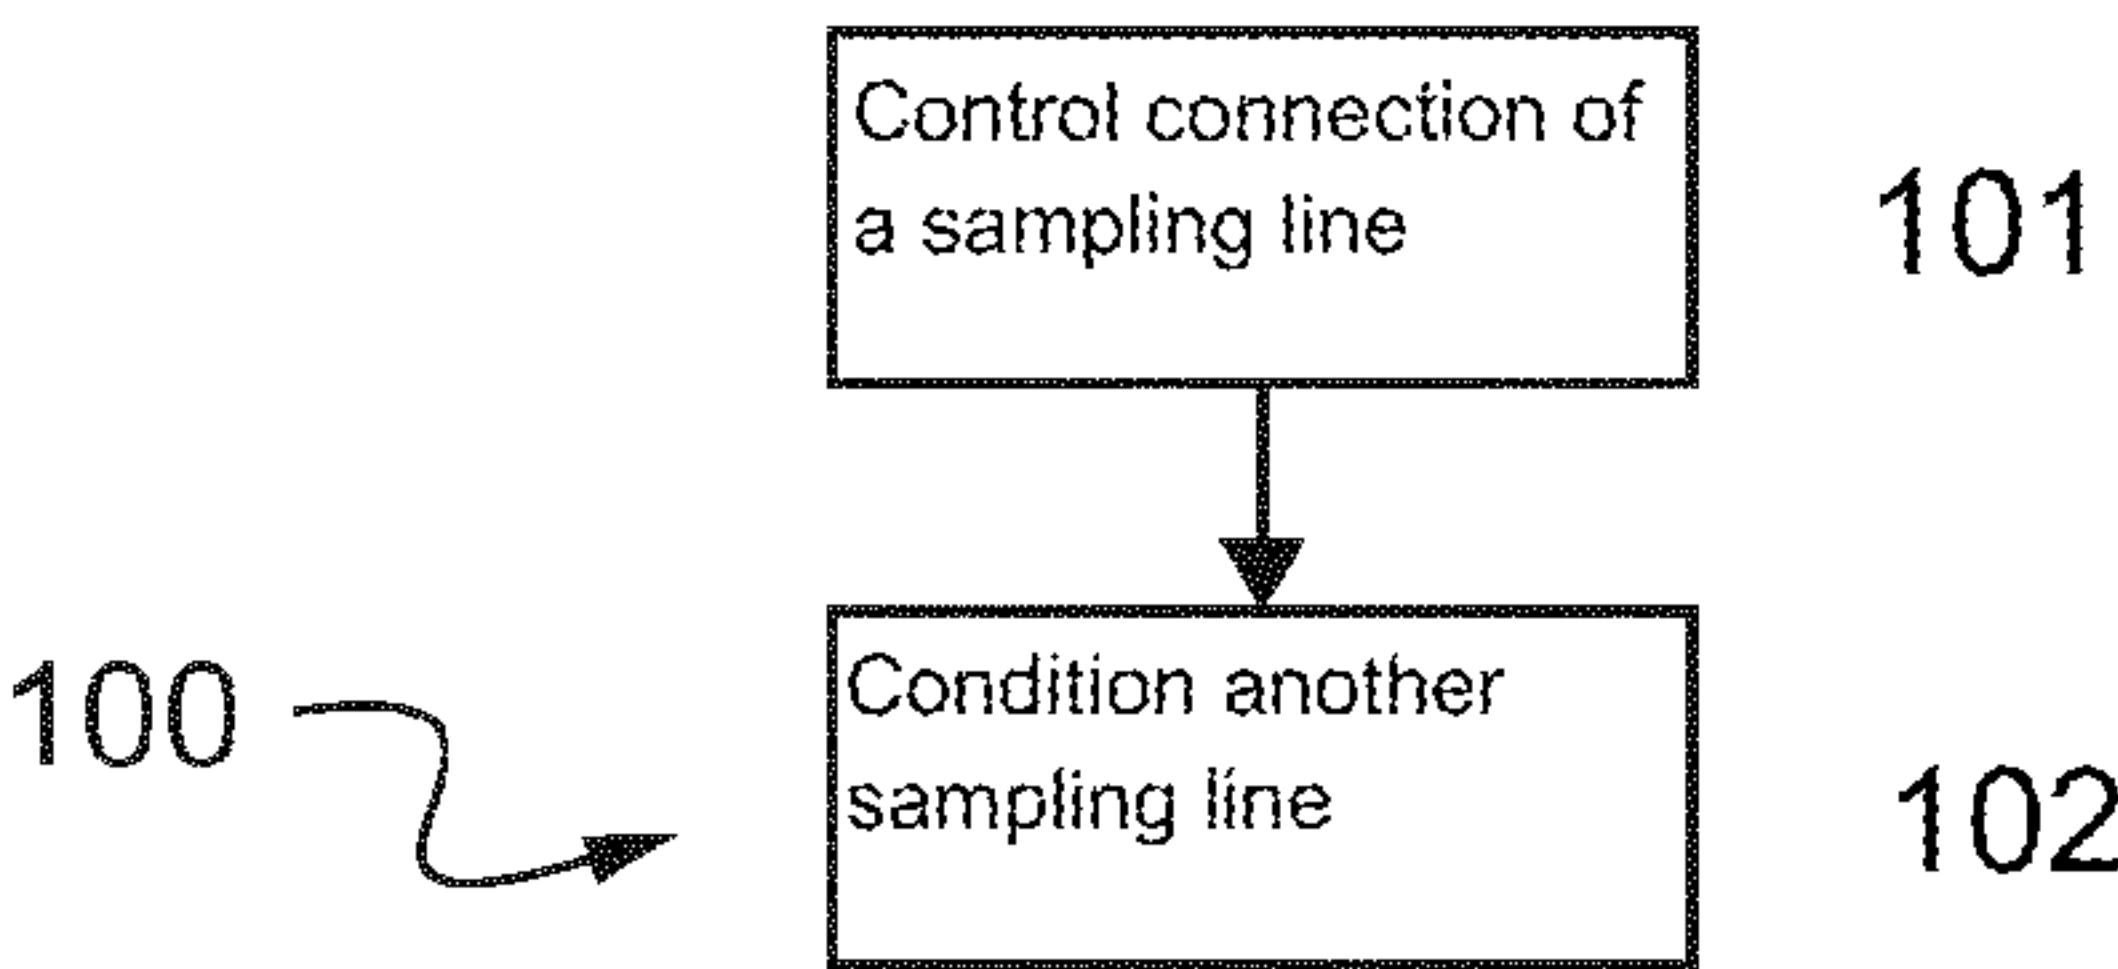 Control connection of
a sampling line
101
100
Condition another
sampling line
102